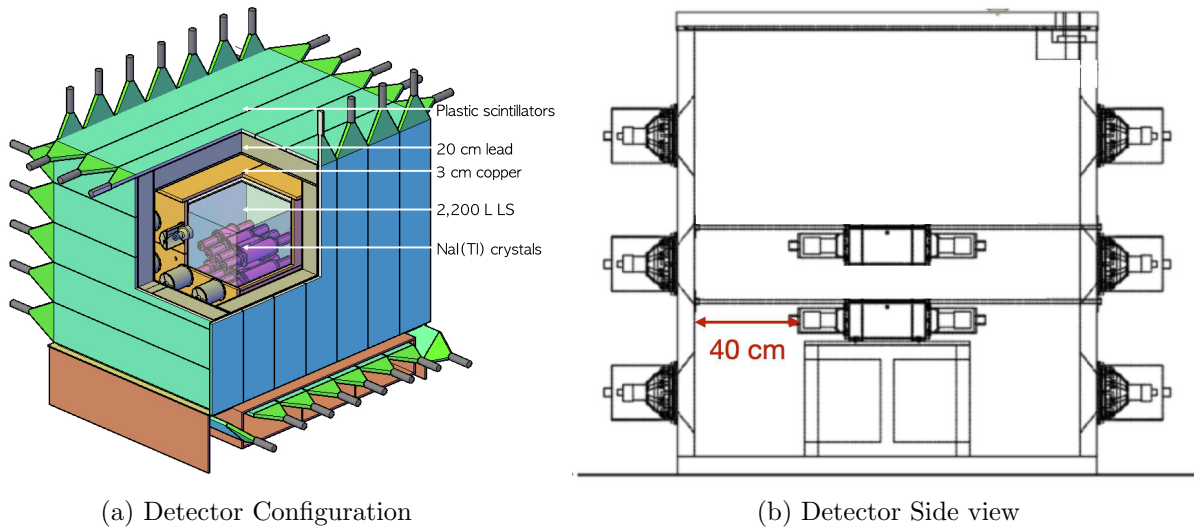 Plastic scintillators
20 cm lead
3 cm copper
2,200 L LS
NaI(Tl) crystals
40 cm
(a) Detector Configuration
(b) Detector Side view